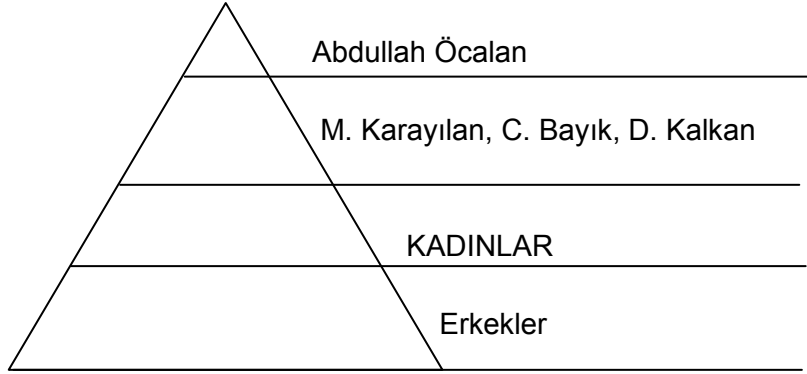 Abdullah Öcalan
M. Karayılan, C. Bayık, D. Kalkan
KADINLAR
Erkekler